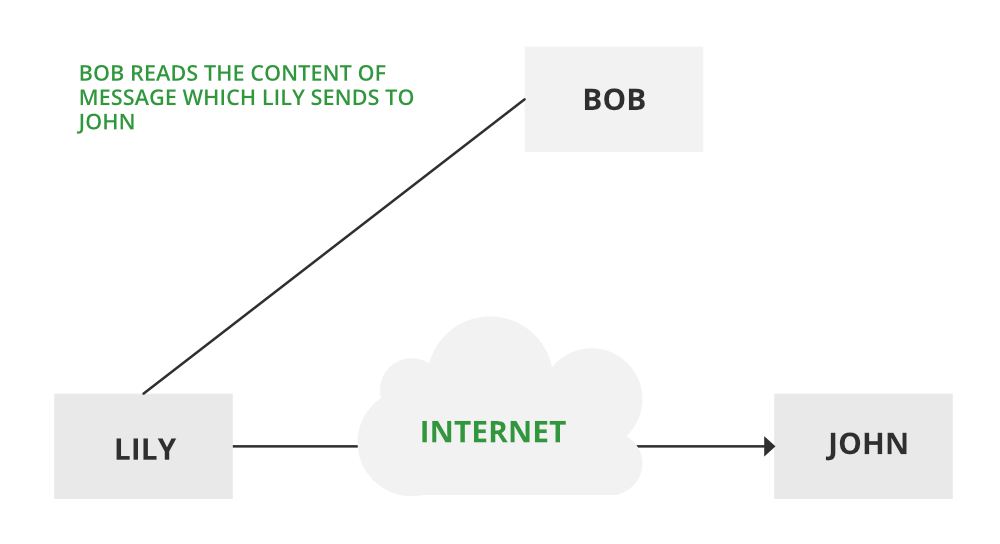 BOB READS THE CONTENT OF
MESSAGE WHICH LILY SENDS TO
JOHN
BOB
INTERNET
LILY
JOHN